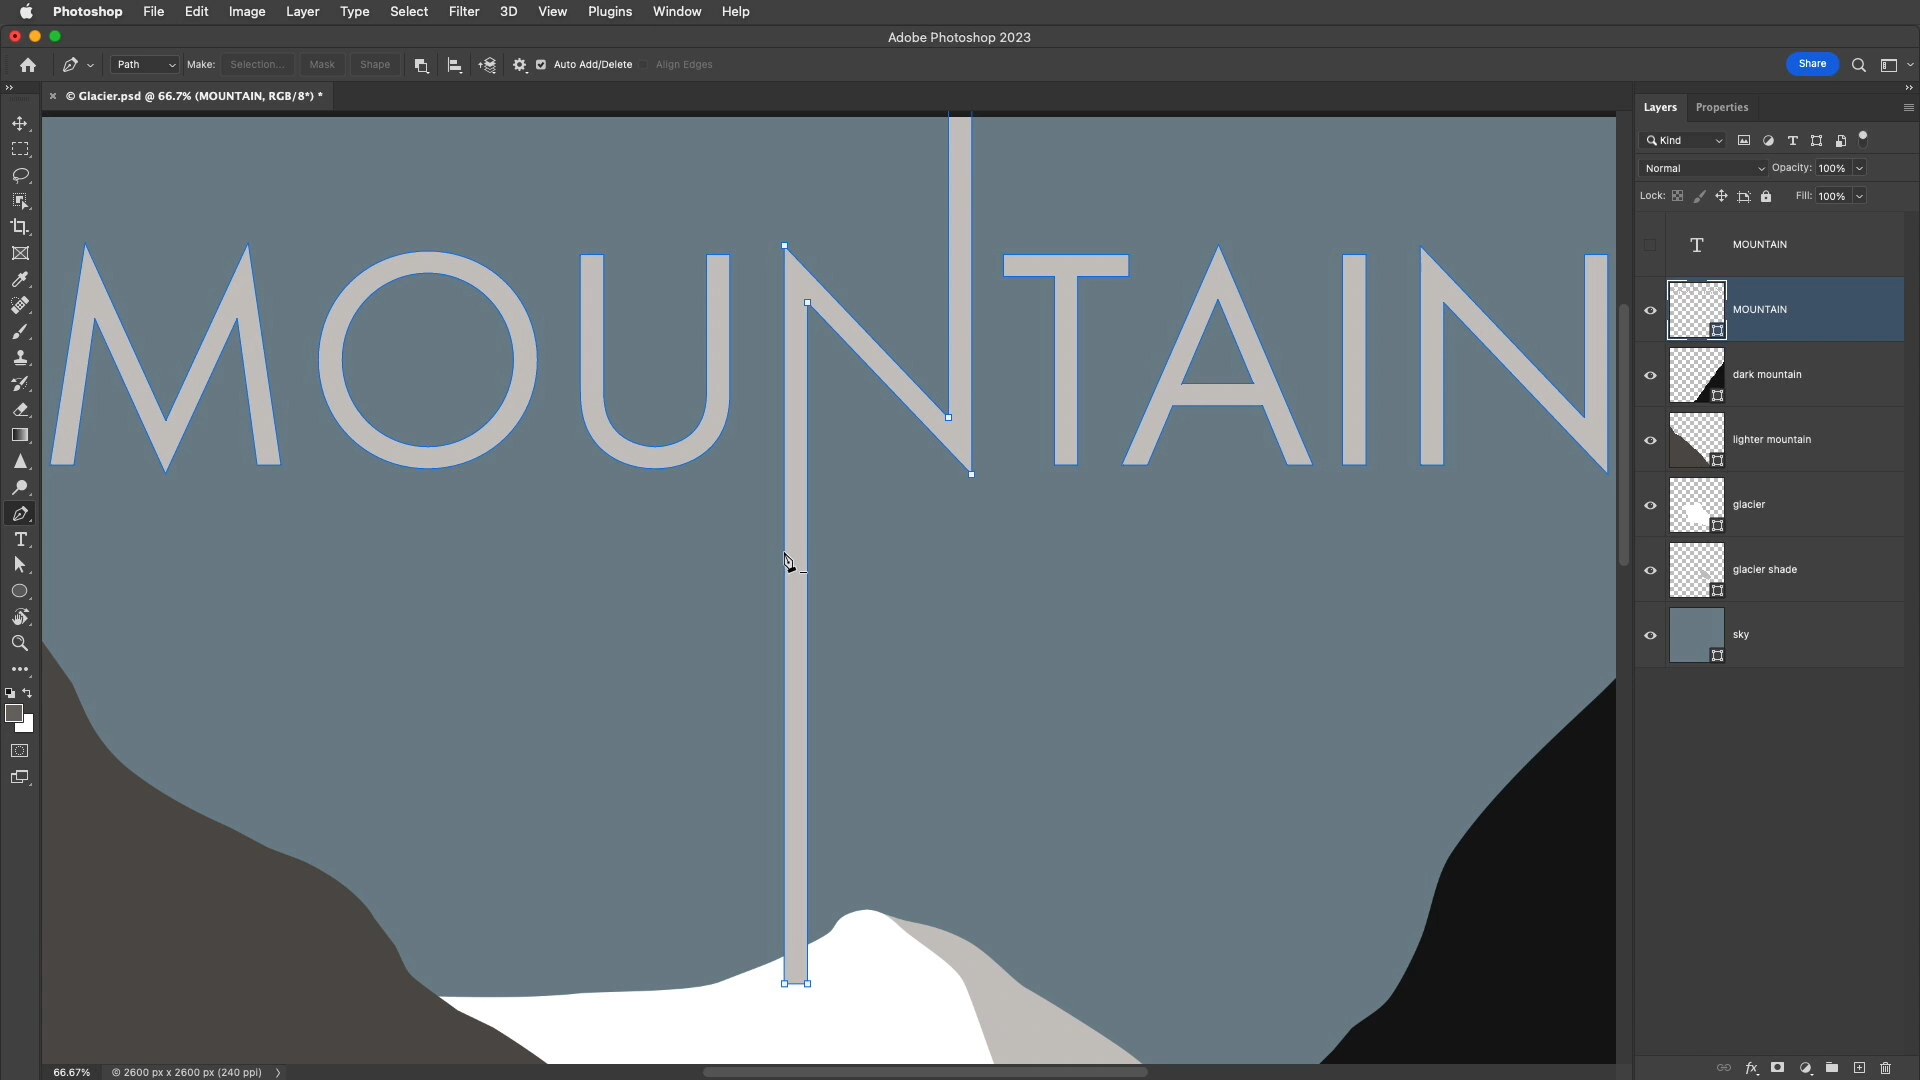 Photoshop File Edit Image Layer Type Select Filter 3D View Plugins Window Help
Adobe Photoshop 2023
Path Make: Selection... Mask Shape Auto Add/Delete Align Edges Share
© Glacier.psd @ 66.7% (MOUNTAIN, RGB/8*) *
Layers Properties
Kind
Normal Opacity: 100%
Lock: Fill: 100%
MOUNTAIN
MOUNTAIN
MOUNTAIN
dark mountain
lighter mountain
glacier
glacier shade
sky
66.67% © 2600 px x 2600 px (240 ppi)